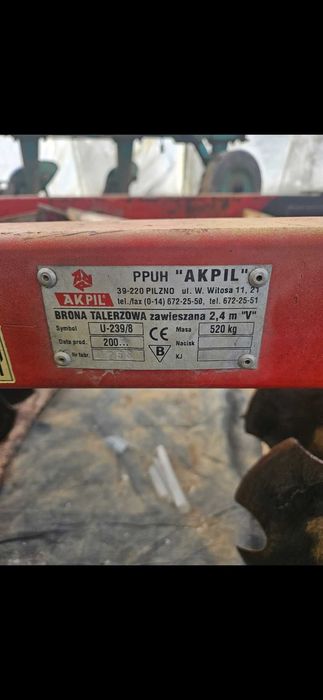 PPUH "AKPIL"
39-220 PILZNO ul. W. Witosa 11, 21
AKPIL® tel./fax (0-14) 672-25-50, tel. 672-25-51
BRONA TALERZOWA zawieszana 2,4 m "V"
Symbol U-239/8 CE Masa 520 kg
Data prod. 200... B Nacisk /
Nr fabr. KJ